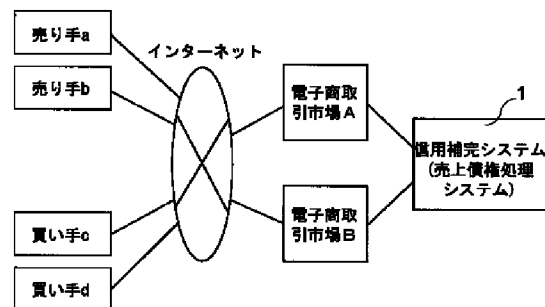 売り手a
売り手b
インターネット
買い手c
買い手d
電子商取
引市場A
電子商取
引市場B
1
信用補完システム
(売上債権処理
システム)